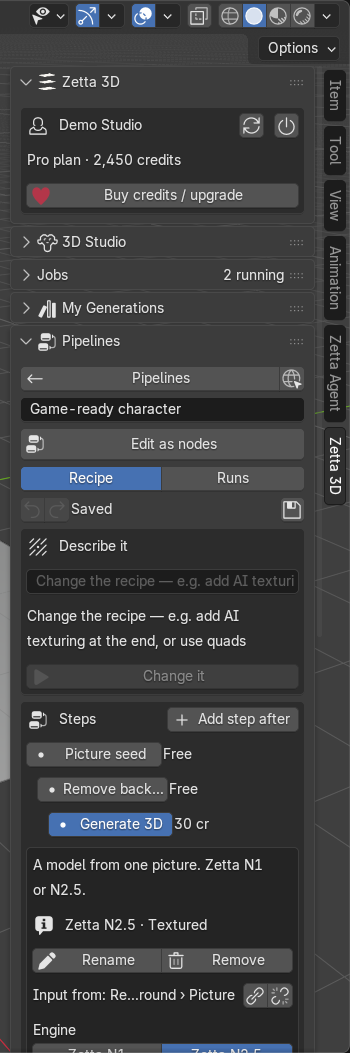 Options
Zetta 3D
Demo Studio
Pro plan · 2,450 credits
Buy credits / upgrade
3D Studio
Jobs 2 running
My Generations
Pipelines
Pipelines
Game-ready character
Edit as nodes
Recipe Runs
Saved
Describe it
Change the recipe — e.g. add AI texturi
Change the recipe — e.g. add AI
texturing at the end, or use quads
Change it
Steps + Add step after
Picture seed Free
Remove back... Free
Generate 3D 30 cr
A model from one picture. Zetta N1
or N2.5.
Zetta N2.5 · Textured
Rename Remove
Input from: Re...round › Picture
Engine
Zetta N1 Zetta N2.5
Item
Tool
View
Animation
Zetta Agent
Zetta 3D